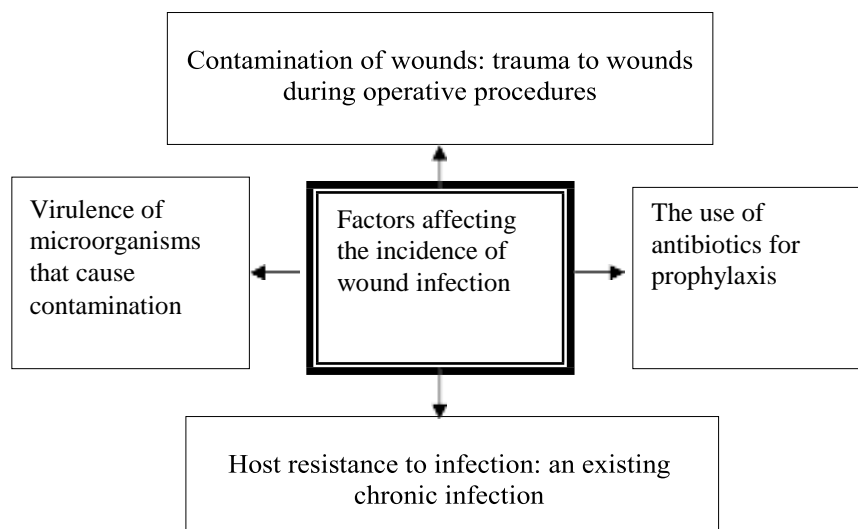 Contamination of wounds: trauma to wounds
during operative procedures
Virulence of
microorganisms
that cause
contamination
Factors affecting
the incidence of
wound infection
The use of
antibiotics for
prophylaxis
Host resistance to infection: an existing
chronic infection